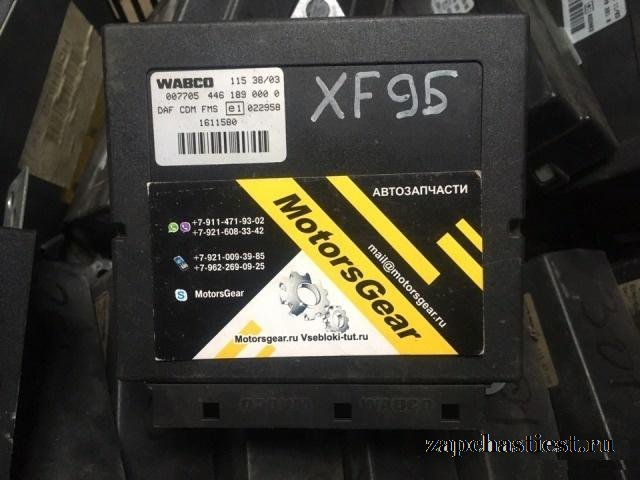 WABCO 115 38/03
007705 446 189 000 0
DAF CDM FMS e1 022958
1611580
XF95
АВТОЗАПЧАСТИ
+7-911-471-93-02
+7-921-608-33-42
+7-921-009-39-85
+7-962-269-09-25
MotorsGear
MotorsGear
mail@motorsgear.ru
Motorsgear.ru Vsebloki-tut.ru
WABCO WABCO
zapchastiest.ru